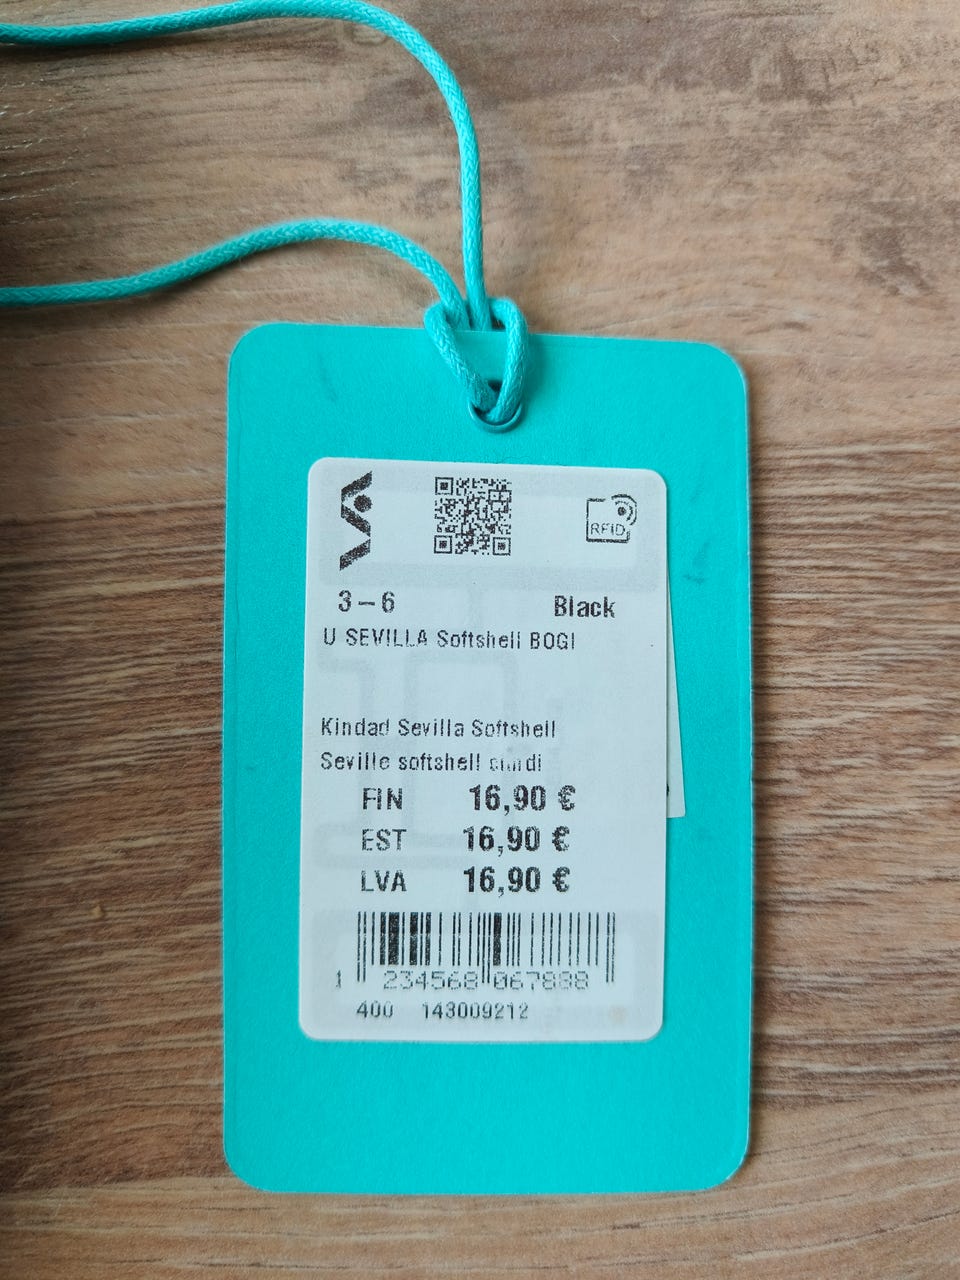 RFID
3-6 Black
U SEVILLA Softshell BOGI
Kindad Sevilla Softshell
Seville softshell cimdi
FIN 16,90 €
EST 16,90 €
LVA 16,90 €
1 234568 067888
400 143009212